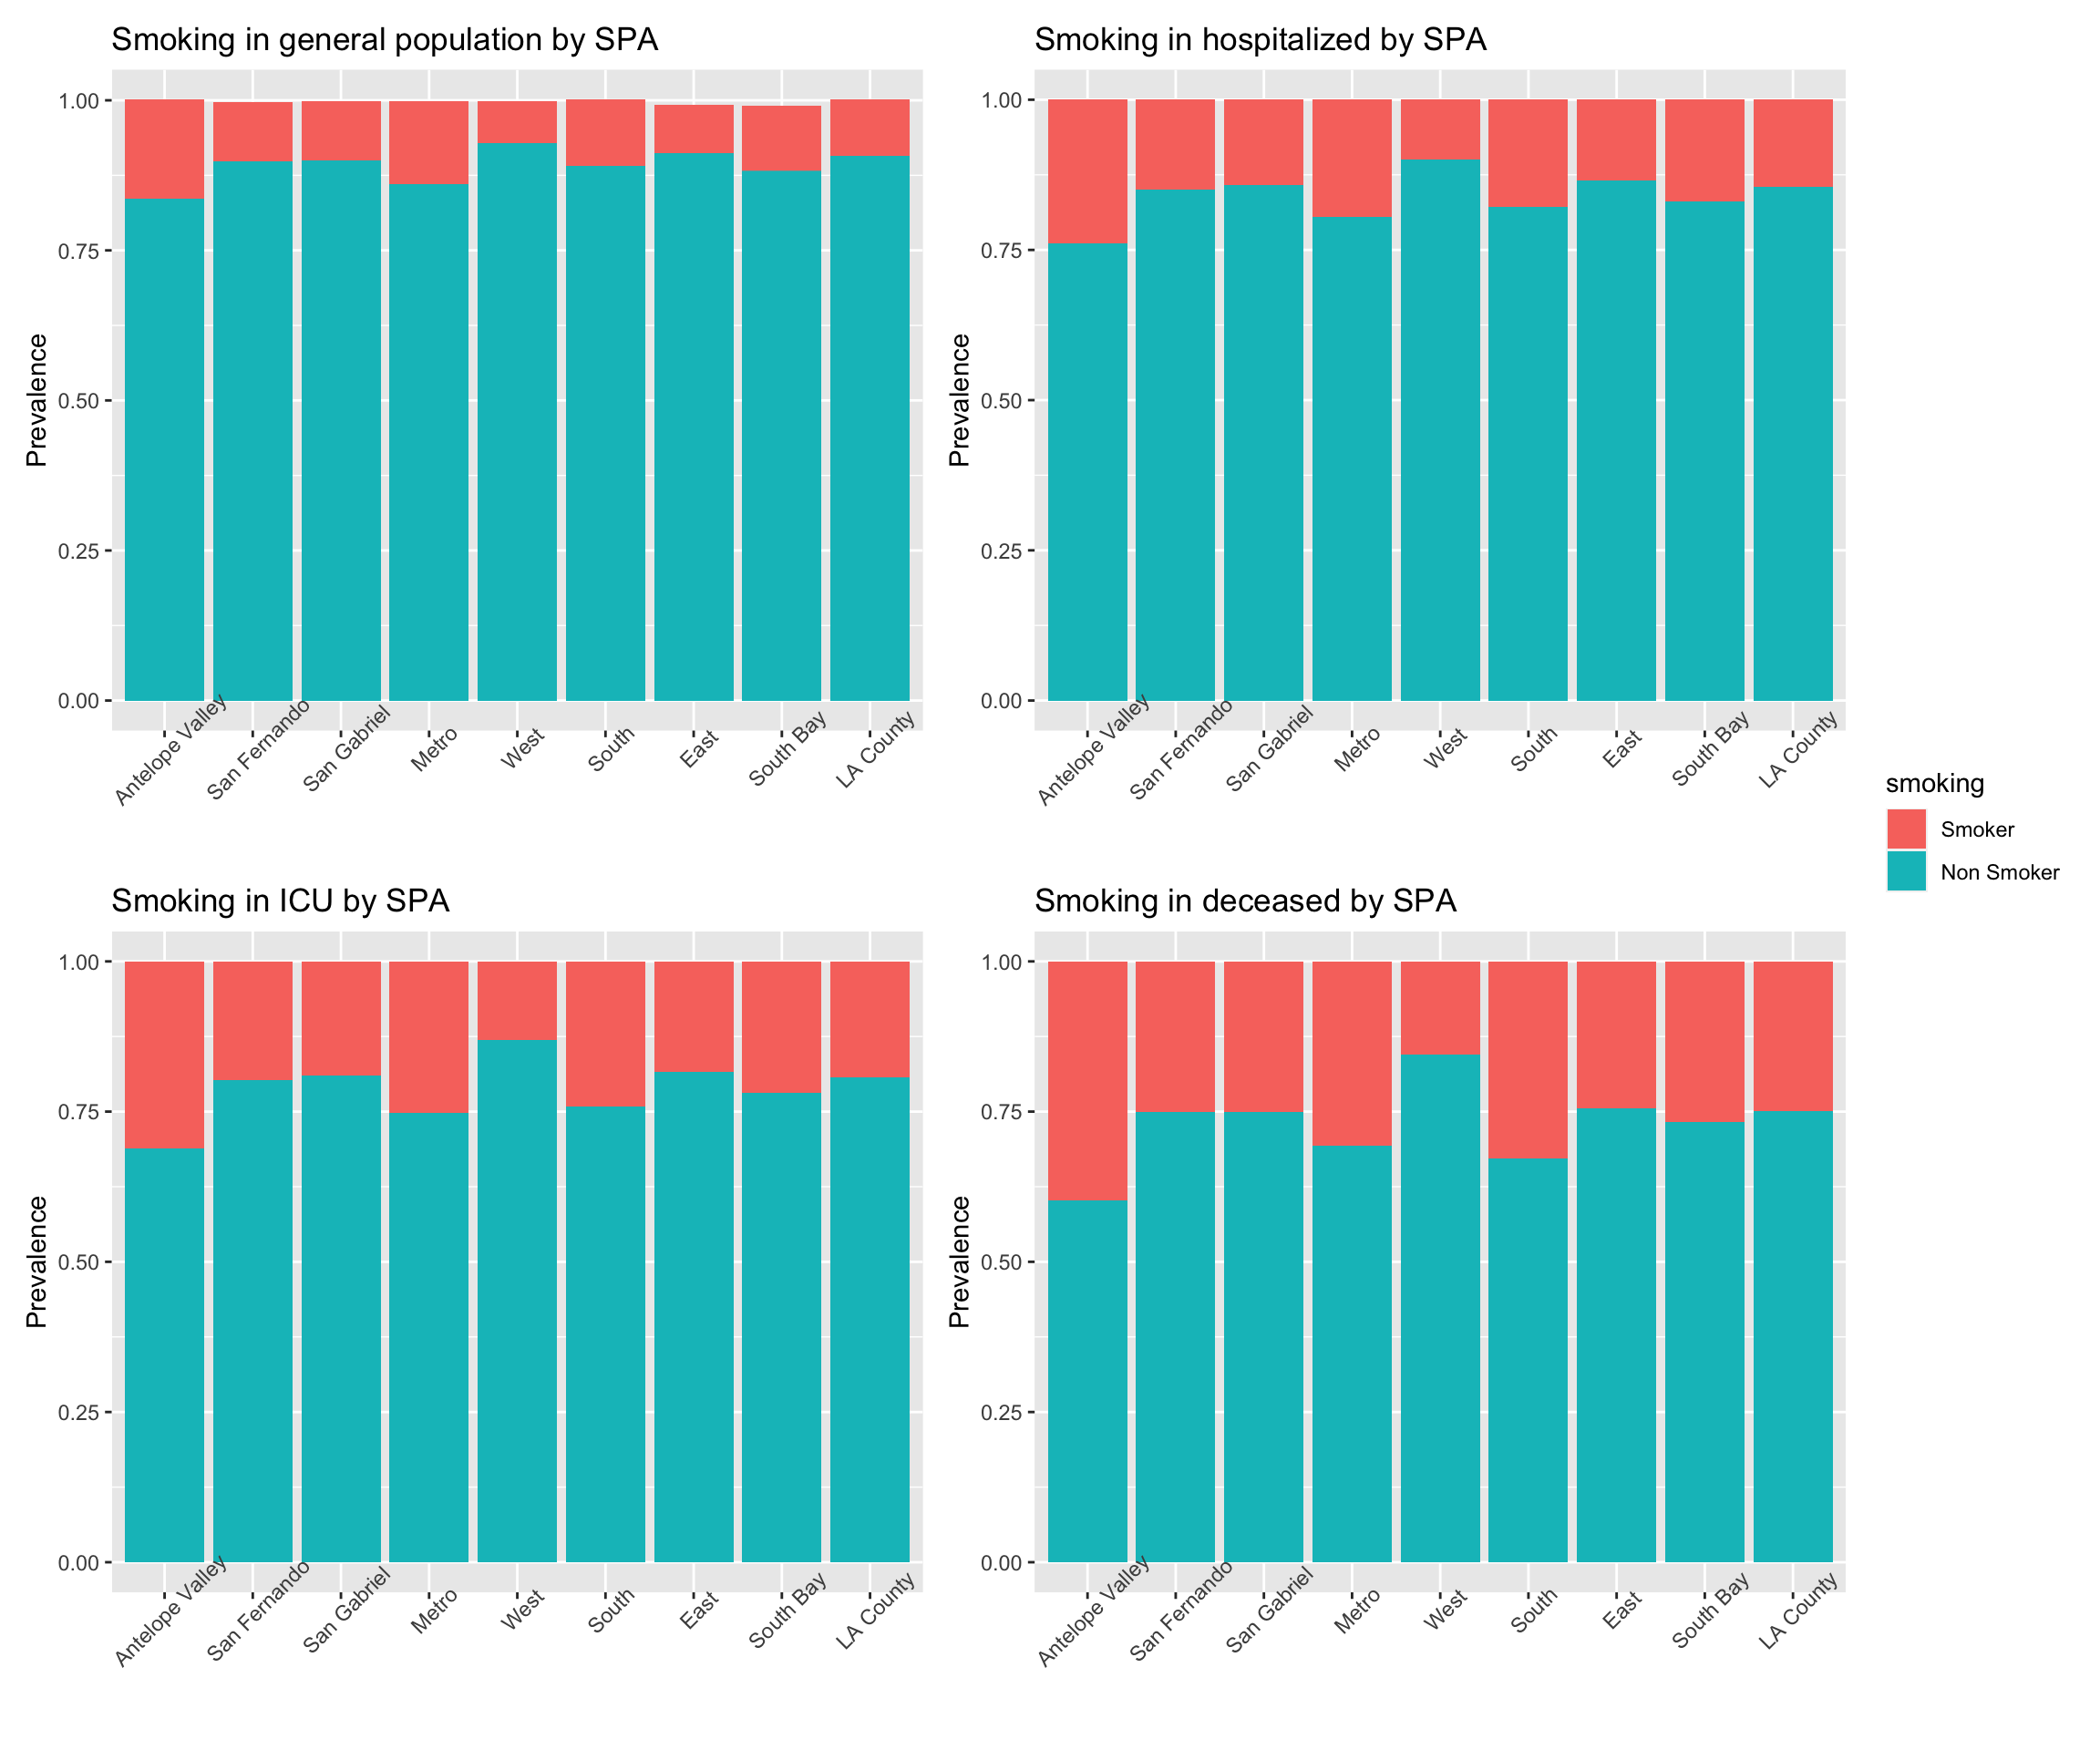 Smoking in general population by SPA
Prevalence
1.00
0.75
0.50
0.25
0.00
Antelope Valley
San Fernando
San Gabriel
Metro
West
South
East
South Bay
LA County
Smoking in hospitalized by SPA
Prevalence
1.00
0.75
0.50
0.25
0.00
Antelope Valley
San Fernando
San Gabriel
Metro
West
South
East
South Bay
LA County
smoking
Smoker
Non Smoker
Smoking in ICU by SPA
Prevalence
1.00
0.75
0.50
0.25
0.00
Antelope Valley
San Fernando
San Gabriel
Metro
West
South
East
South Bay
LA County
Smoking in deceased by SPA
Prevalence
1.00
0.75
0.50
0.25
0.00
Antelope Valley
San Fernando
San Gabriel
Metro
West
South
East
South Bay
LA County